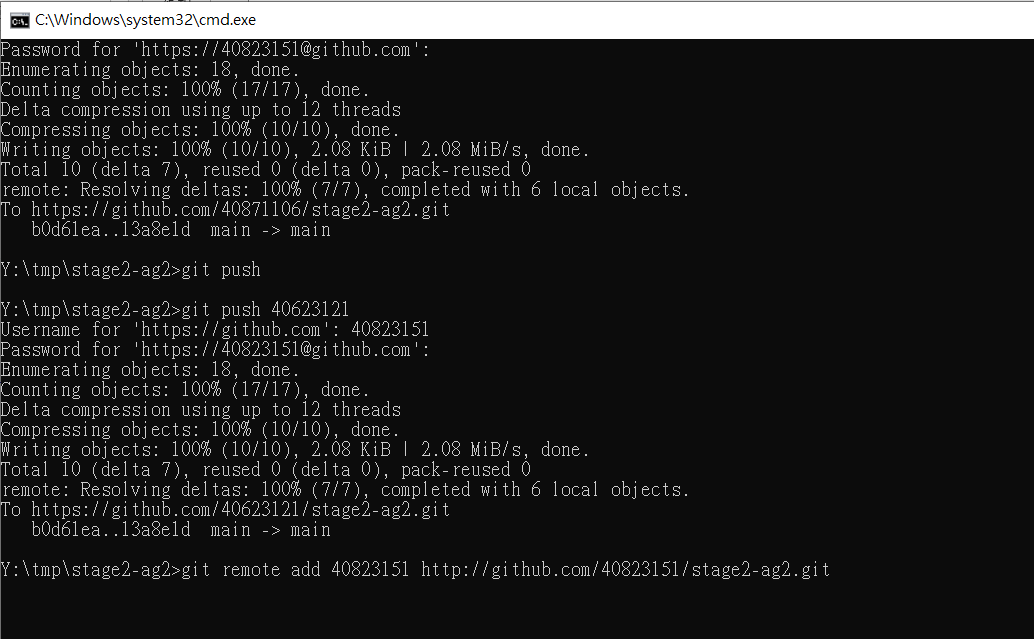 C:\Windows\system32\cmd.exe
Password for 'https://40823151@github.com':
Enumerating objects: 18, done.
Counting objects: 100% (17/17), done.
Delta compression using up to 12 threads
Compressing objects: 100% (10/10), done.
Writing objects: 100% (10/10), 2.08 KiB | 2.08 MiB/s, done.
Total 10 (delta 7), reused 0 (delta 0), pack-reused 0
remote: Resolving deltas: 100% (7/7), completed with 6 local objects.
To https://github.com/40871106/stage2-ag2.git
   b0d61ea..13a8e1d  main -> main
Y:\tmp\stage2-ag2>git push
Y:\tmp\stage2-ag2>git push 40623121
Username for 'https://github.com': 40823151
Password for 'https://40823151@github.com':
Enumerating objects: 18, done.
Counting objects: 100% (17/17), done.
Delta compression using up to 12 threads
Compressing objects: 100% (10/10), done.
Writing objects: 100% (10/10), 2.08 KiB | 2.08 MiB/s, done.
Total 10 (delta 7), reused 0 (delta 0), pack-reused 0
remote: Resolving deltas: 100% (7/7), completed with 6 local objects.
To https://github.com/40623121/stage2-ag2.git
   b0d61ea..13a8e1d  main -> main
Y:\tmp\stage2-ag2>git remote add 40823151 http://github.com/40823151/stage2-ag2.git